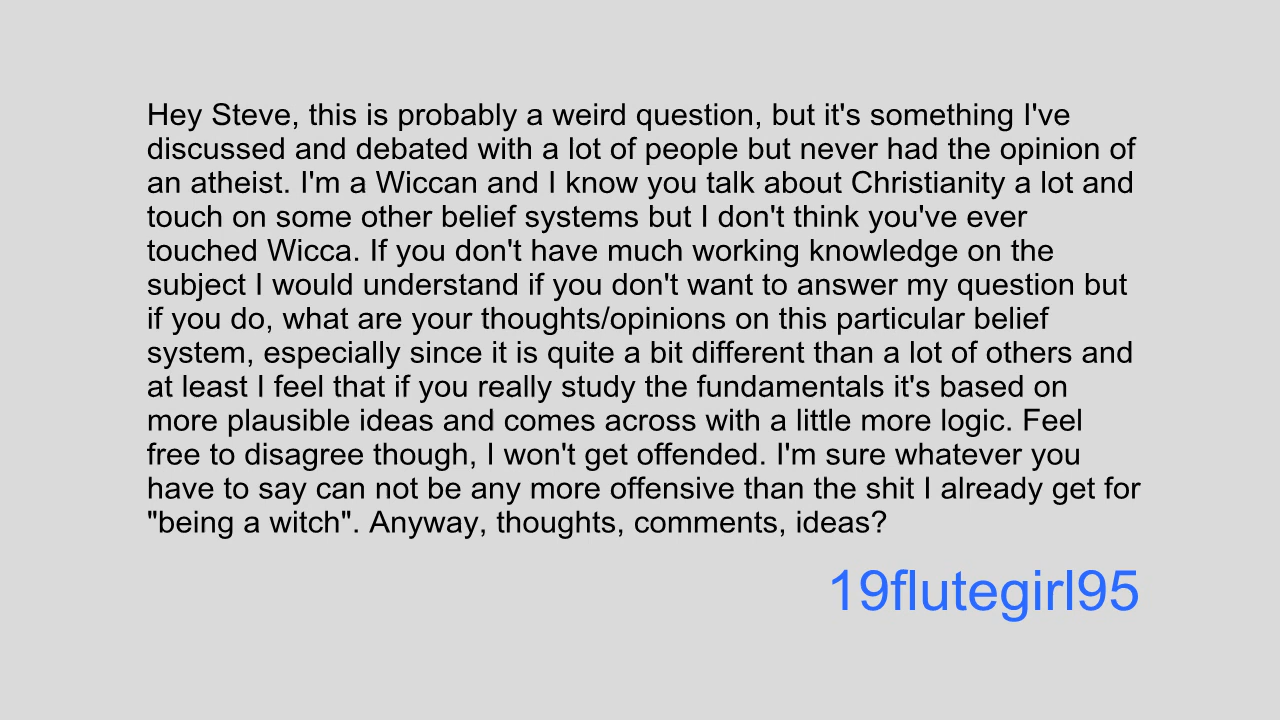 Hey Steve, this is probably a weird question, but it's something I've
discussed and debated with a lot of people but never had the opinion of
an atheist. I'm a Wiccan and I know you talk about Christianity a lot and
touch on some other belief systems but I don't think you've ever
touched Wicca. If you don't have much working knowledge on the
subject I would understand if you don't want to answer my question but
if you do, what are your thoughts/opinions on this particular belief
system, especially since it is quite a bit different than a lot of others and
at least I feel that if you really study the fundamentals it's based on
more plausible ideas and comes across with a little more logic. Feel
free to disagree though, I won't get offended. I'm sure whatever you
have to say can not be any more offensive than the shit I already get for
"being a witch". Anyway, thoughts, comments, ideas?
19flutegirl95